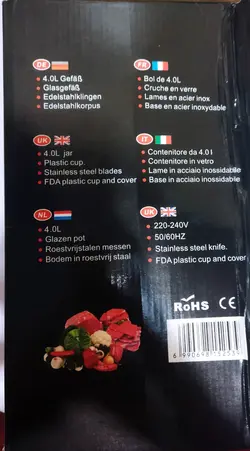 DE
• 4.0L Gefäß
• Glasgefäß
• Edelstahlklingen
• Edelstahlkorpus
FR
• Bol de 4.0L
• Cruche en verre
• Lames en acier inox
• Base en acier inoxydable
UK
• 4.0L jar
• Plastic cup.
• Stainless steel blades
• FDA plastic cup and cover
IT
• Contenitore da 4.0l
• Contenitore in vetro
• Lame in acciaio inossidabile
• Base in acciaio inossidabile
NL
• 4.0L
• Glazen pot
• Roestvrijstalen messen
• Bodem in roestvrij staal
UK
• 220-240V
• 50/60HZ
• Stainless steel knife.
• FDA plastic cup and cover
RoHS CE